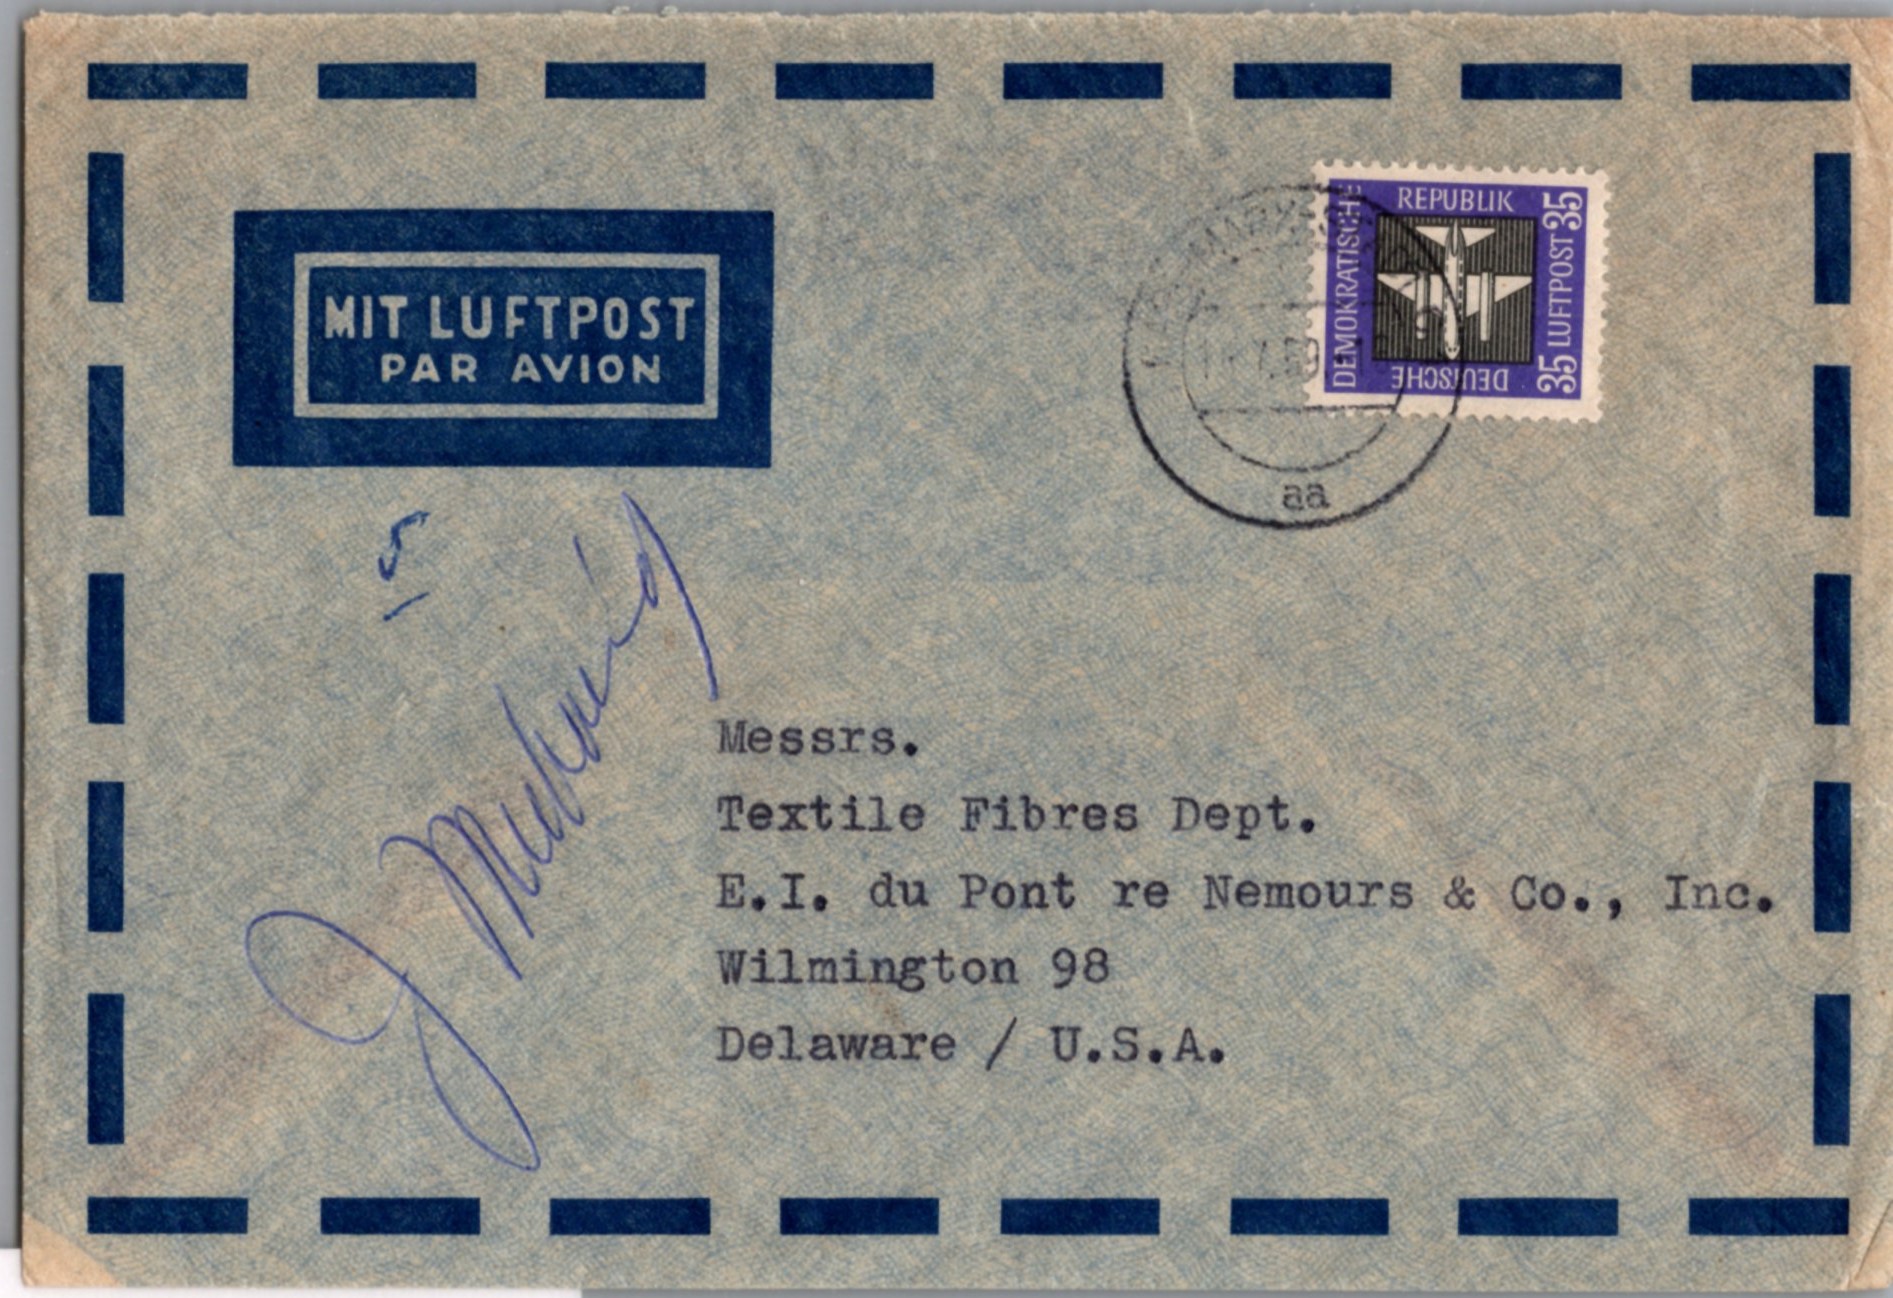 MIT LUFTPOST
PAR AVION
DEUTSCHE
DEMOKRATISCHE
REPUBLIK
35 LUFTPOST 35
aa
5
Messrs.
Textile Fibres Dept.
E.I. du Pont re Nemours & Co., Inc.
Wilmington 98
Delaware / U.S.A.